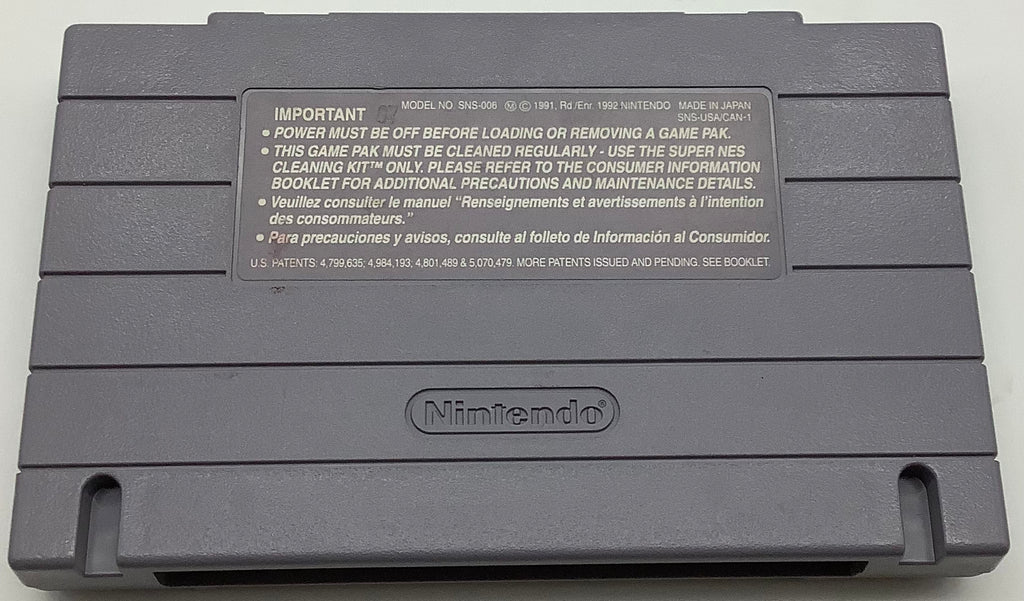 MODEL NO SNS-006 Ⓜ © 1991, Rd /Enr. 1992 NINTENDO MADE IN JAPAN
IMPORTANT 07 SNS-USA/CAN-1
• POWER MUST BE OFF BEFORE LOADING OR REMOVING A GAME PAK.
• THIS GAME PAK MUST BE CLEANED REGULARLY - USE THE SUPER NES
CLEANING KIT™ ONLY. PLEASE REFER TO THE CONSUMER INFORMATION
BOOKLET FOR ADDITIONAL PRECAUTIONS AND MAINTENANCE DETAILS.
• Veuillez consulter le manuel "Renseignements et avertissements à l'intention
des consommateurs."
• Para precauciones y avisos, consulte al folleto de Información al Consumidor.
U.S. PATENTS: 4,799,635; 4,984,193, 4,801,489 & 5,070,479. MORE PATENTS ISSUED AND PENDING. SEE BOOKLET.
Nintendo®